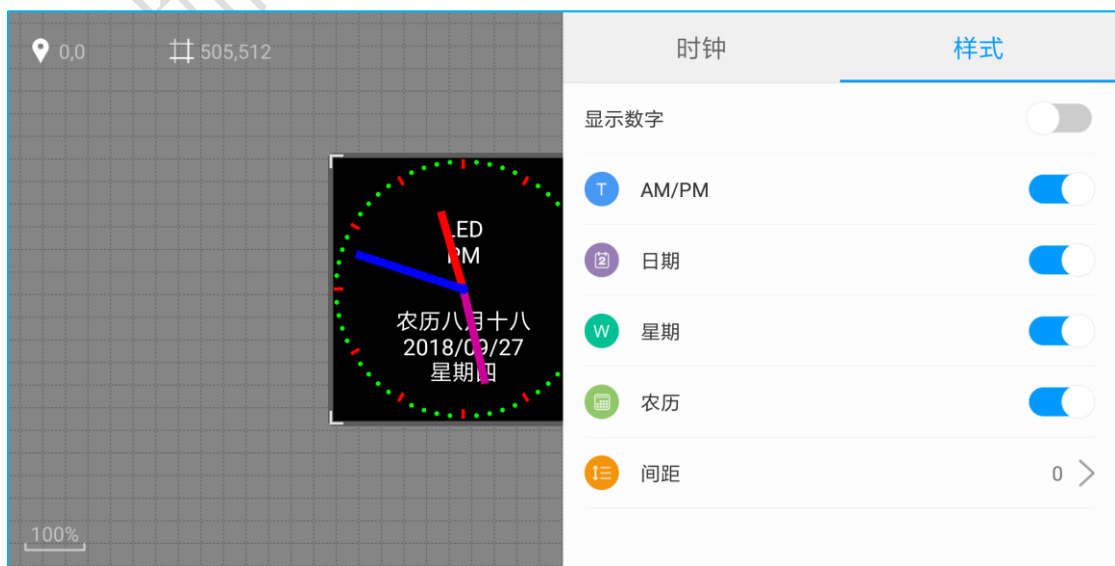 0,0
505,512
时钟
样式
显示数字
T
AM/PM
2
日期
W
星期
农历
间距
0
LED
PM
农历八月十八
2018/09/27
星期四
100%